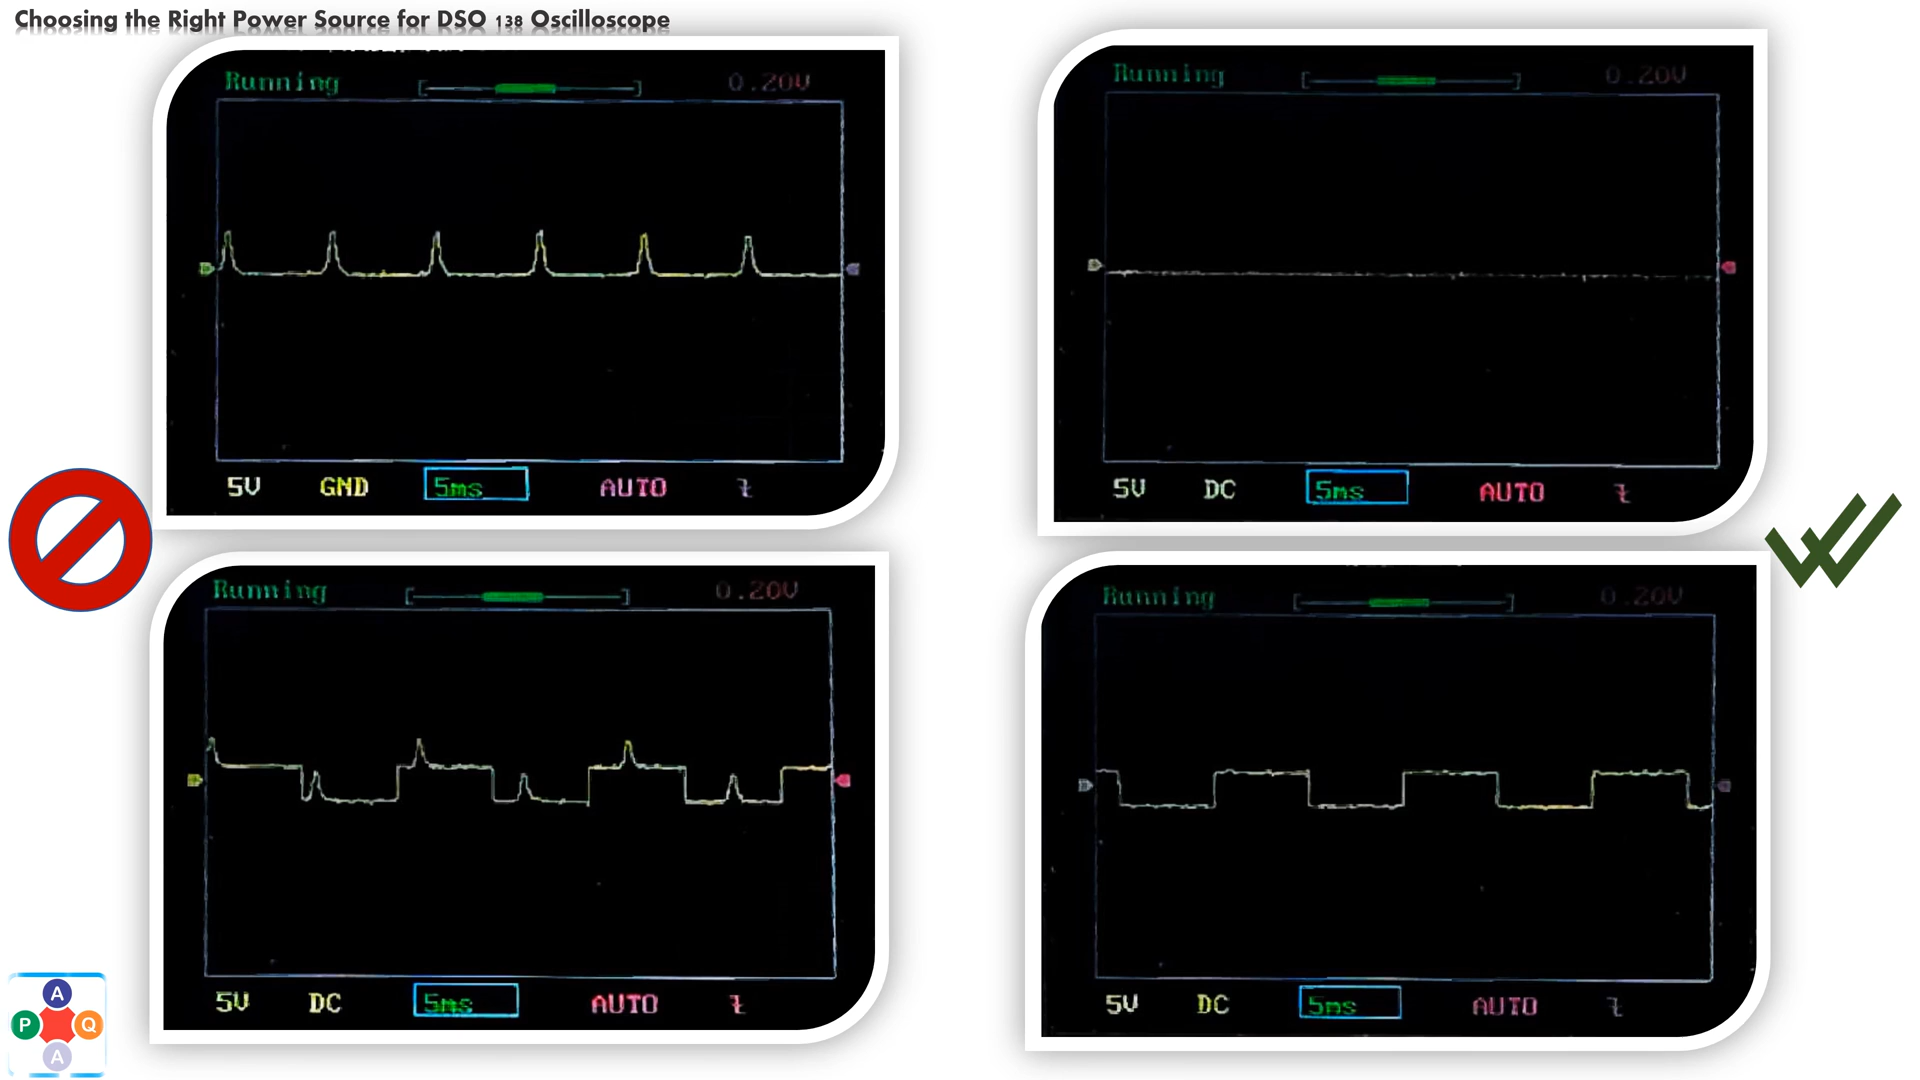 Choosing the Right Power Source for DSO 138 Oscilloscope
Running 0.20V
5V GND 5ms AUTO
Running 0.20V
5V DC 5ms AUTO
Running 0.20V
5V DC 5ms AUTO
Running 0.20V
5V DC 5ms AUTO
A
P Q
A